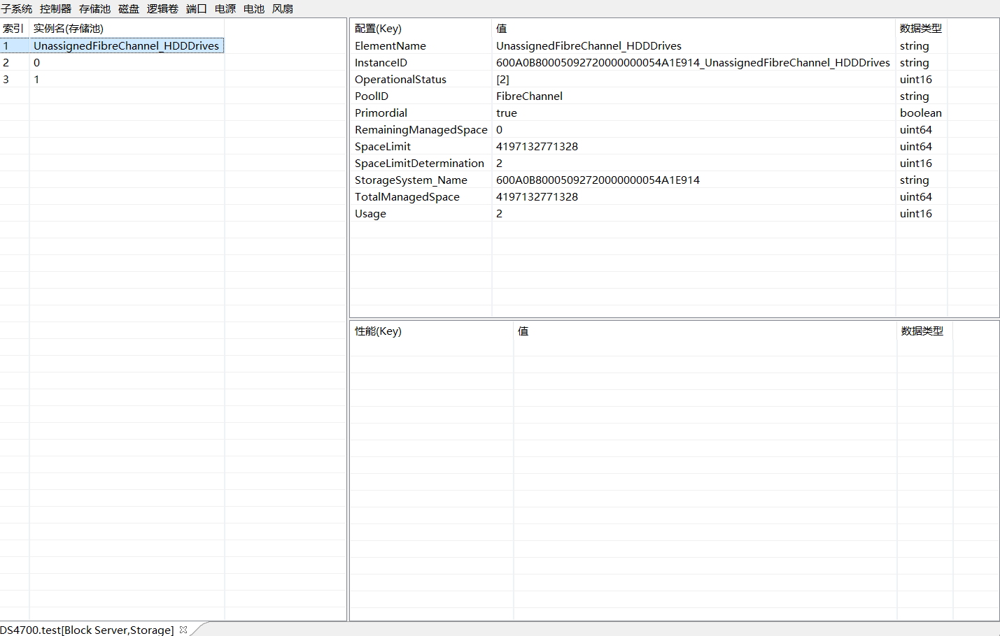 子系统 控制器 存储池 磁盘 逻辑卷 端口 电源 电池 风扇
索引 实例名(存储池)
1 UnassignedFibreChannel_HDDDrives
2 0
3 1
配置(Key) 值 数据类型
ElementName UnassignedFibreChannel_HDDDrives string
InstanceID 600A0B80005092720000000054A1E914_UnassignedFibreChannel_HDDDrives string
OperationalStatus [2] uint16
PoolID FibreChannel string
Primordial true boolean
RemainingManagedSpace 0 uint64
SpaceLimit 4197132771328 uint64
SpaceLimitDetermination 2 uint16
StorageSystem_Name 600A0B80005092720000000054A1E914 string
TotalManagedSpace 4197132771328 uint64
Usage 2 uint16
性能(Key) 值 数据类型
DS4700.test[Block Server,Storage]